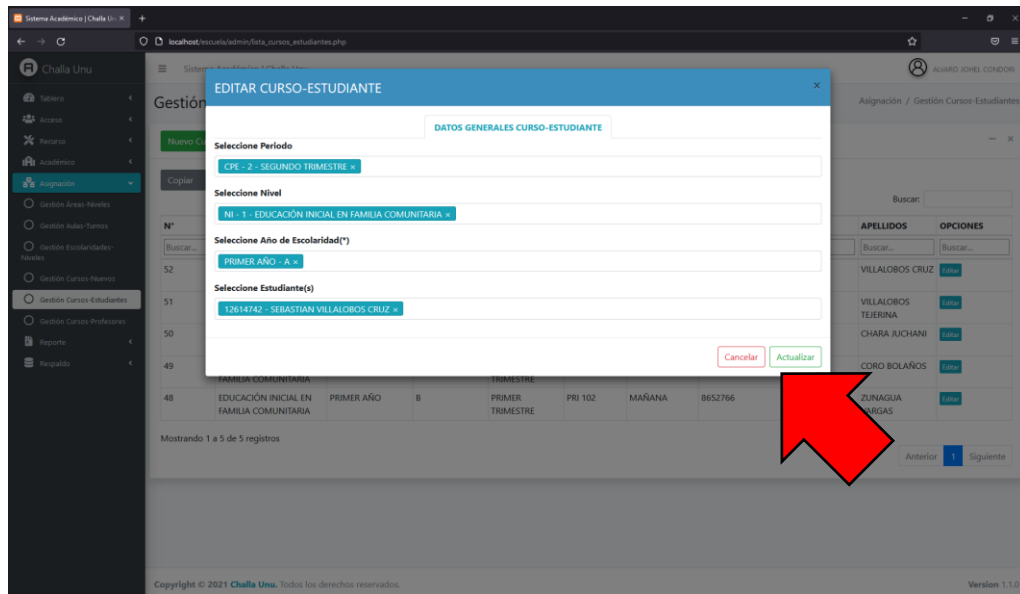 Sistema Académico | Challa Un
localhost/escuela/admin/lista_cursos_estudiantes.php
Challa Unu
Sistema Académico | Challa Unu
ALVARO JOHEL CONDORI
Tablero
Acceso
Recurso
Académico
Asignación
Gestión Áreas-Niveles
Gestión Aulas-Turnos
Gestión Escolaridades-
Niveles
Gestión Cursos-Nuevos
Gestión Cursos-Estudiantes
Gestión Cursos-Profesores
Reporte
Respaldo
Gestión
Asignación / Gestión Cursos-Estudiantes
Nuevo Cu
Copiar
Buscar:
EDITAR CURSO-ESTUDIANTE
×
DATOS GENERALES CURSO-ESTUDIANTE
Seleccione Periodo
CPE - 2 - SEGUNDO TRIMESTRE ×
Seleccione Nivel
NI - 1 - EDUCACIÓN INICIAL EN FAMILIA COMUNITARIA ×
Seleccione Año de Escolaridad(*)
PRIMER AÑO - A ×
Seleccione Estudiante(s)
12614742 - SEBASTIAN VILLALOBOS CRUZ ×
Cancelar Actualizar
N° APELLIDOS OPCIONES
Buscar... Buscar... Buscar...
52 VILLALOBOS CRUZ Editar
51 VILLALOBOS TEJERINA Editar
50 CHARA JUCHANI Editar
49 FAMILIA COMUNITARIA TRIMESTRE CORO BOLAÑOS Editar
48 EDUCACIÓN INICIAL EN FAMILIA COMUNITARIA PRIMER AÑO B PRIMER TRIMESTRE PRI 102 MAÑANA 8652766 ZUNAGUA VARGAS Editar
Mostrando 1 a 5 de 5 registros
Anterior 1 Siguiente
Copyright © 2021 Challa Unu. Todos los derechos reservados.
Version 1.1.0